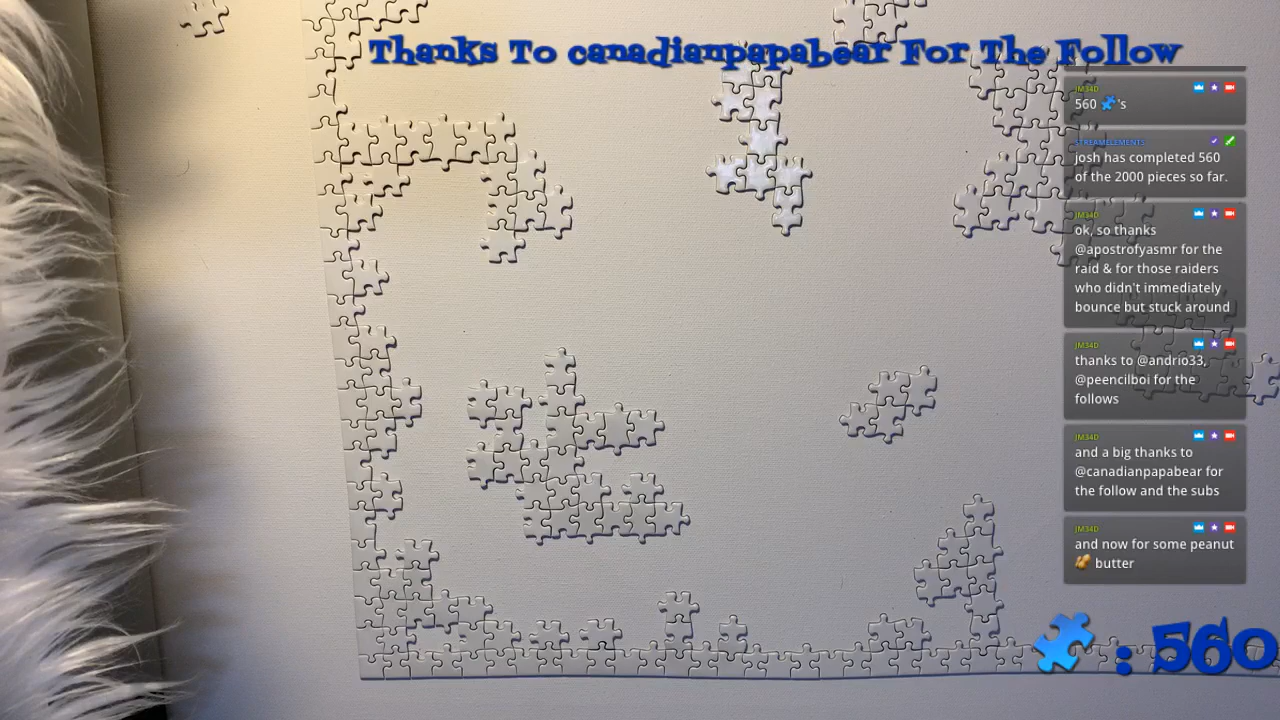 Thanks To canadianpapabear For The Follow
JM34D
560 's
STREAMELEMENTS
josh has completed 560
of the 2000 pieces so far.
JM34D
ok, so thanks
@apostrofyasmr for the
raid & for those raiders
who didn't immediately
bounce but stuck around
JM34D
thanks to @andrio33,
@peencilboi for the
follows
JM34D
and a big thanks to
@canadianpapabear for
the follow and the subs
JM34D
and now for some peanut
butter
: 560